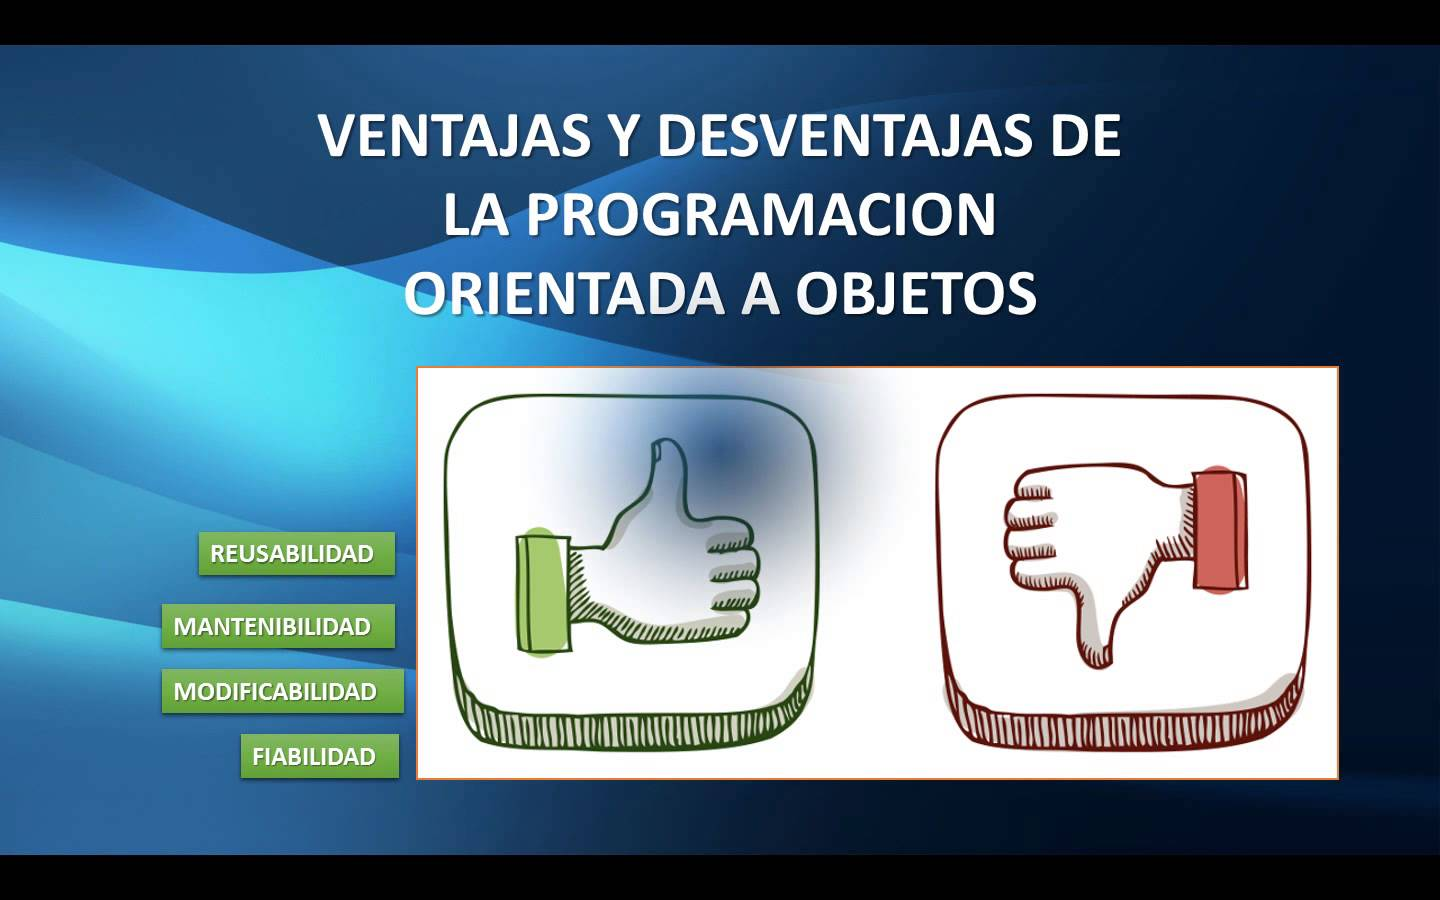 VENTAJAS Y DESVENTAJAS DE
LA PROGRAMACION
ORIENTADA A OBJETOS
REUSABILIDAD
MANTENIBILIDAD
MODIFICABILIDAD
FIABILIDAD